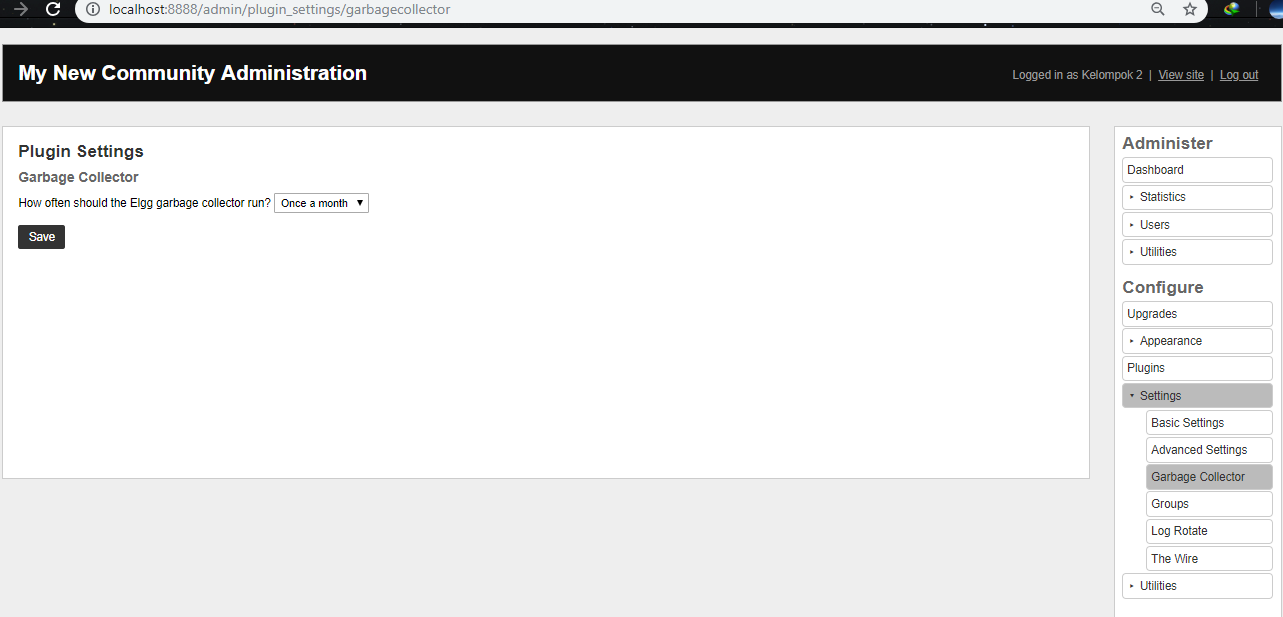 localhost:8888/admin/plugin_settings/garbagecollector
My New Community Administration
Logged in as Kelompok 2 | View site | Log out
Plugin Settings
Garbage Collector
How often should the Elgg garbage collector run? Once a month
Save
Administer
Dashboard
Statistics
Users
Utilities
Configure
Upgrades
Appearance
Plugins
Settings
Basic Settings
Advanced Settings
Garbage Collector
Groups
Log Rotate
The Wire
Utilities